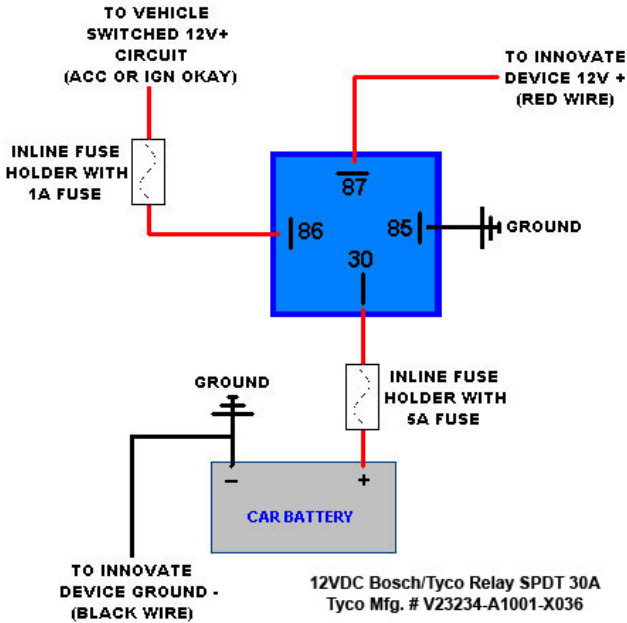 TO VEHICLE
SWITCHED 12V+
CIRCUIT
(ACC OR IGN OKAY)
TO INNOVATE
DEVICE 12V +
(RED WIRE)
INLINE FUSE
HOLDER WITH
1A FUSE
87
86
85
30
GROUND
GROUND
INLINE FUSE
HOLDER WITH
5A FUSE
-
+
CAR BATTERY
TO INNOVATE
DEVICE GROUND -
(BLACK WIRE)
12VDC Bosch/Tyco Relay SPDT 30A
Tyco Mfg. # V23234-A1001-X036